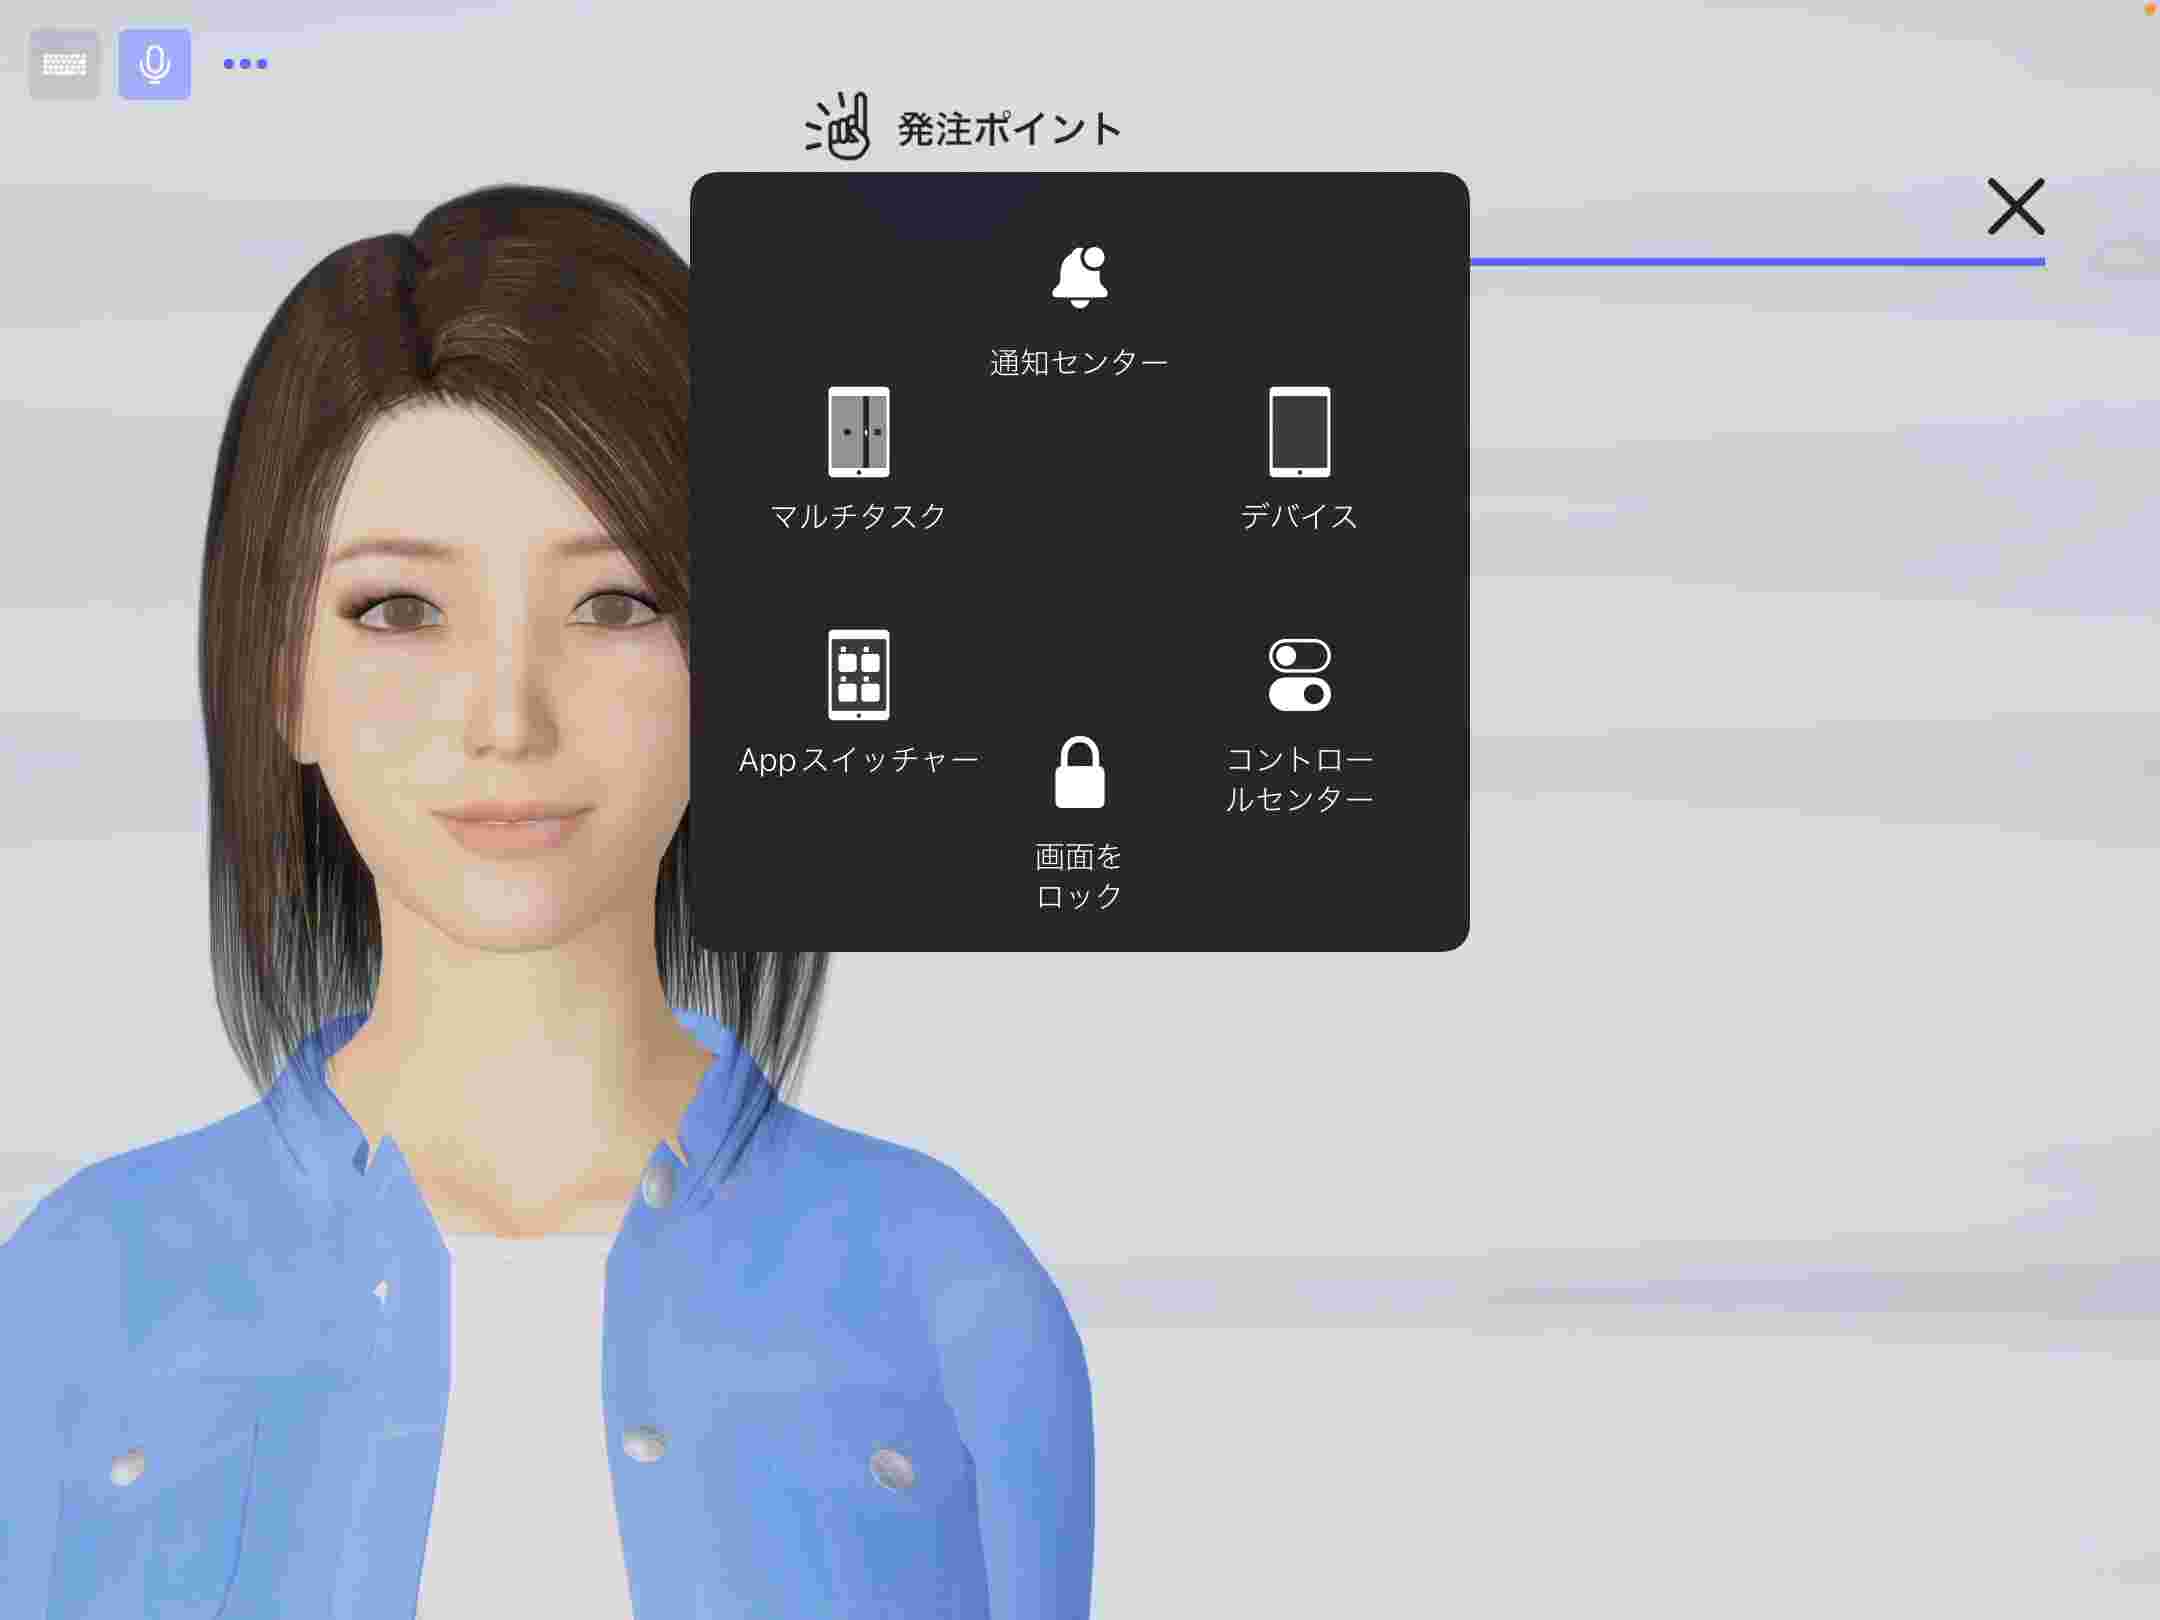 発注ポイント
通知センター
マルチタスク
デバイス
Appスイッチャー
コントロー
ルセンター
画面を
ロック